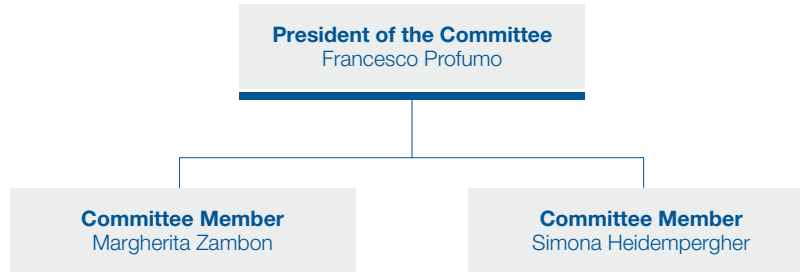 President of the Committee
Francesco Profumo
Committee Member
Margherita Zambon
Committee Member
Simona Heidempergher